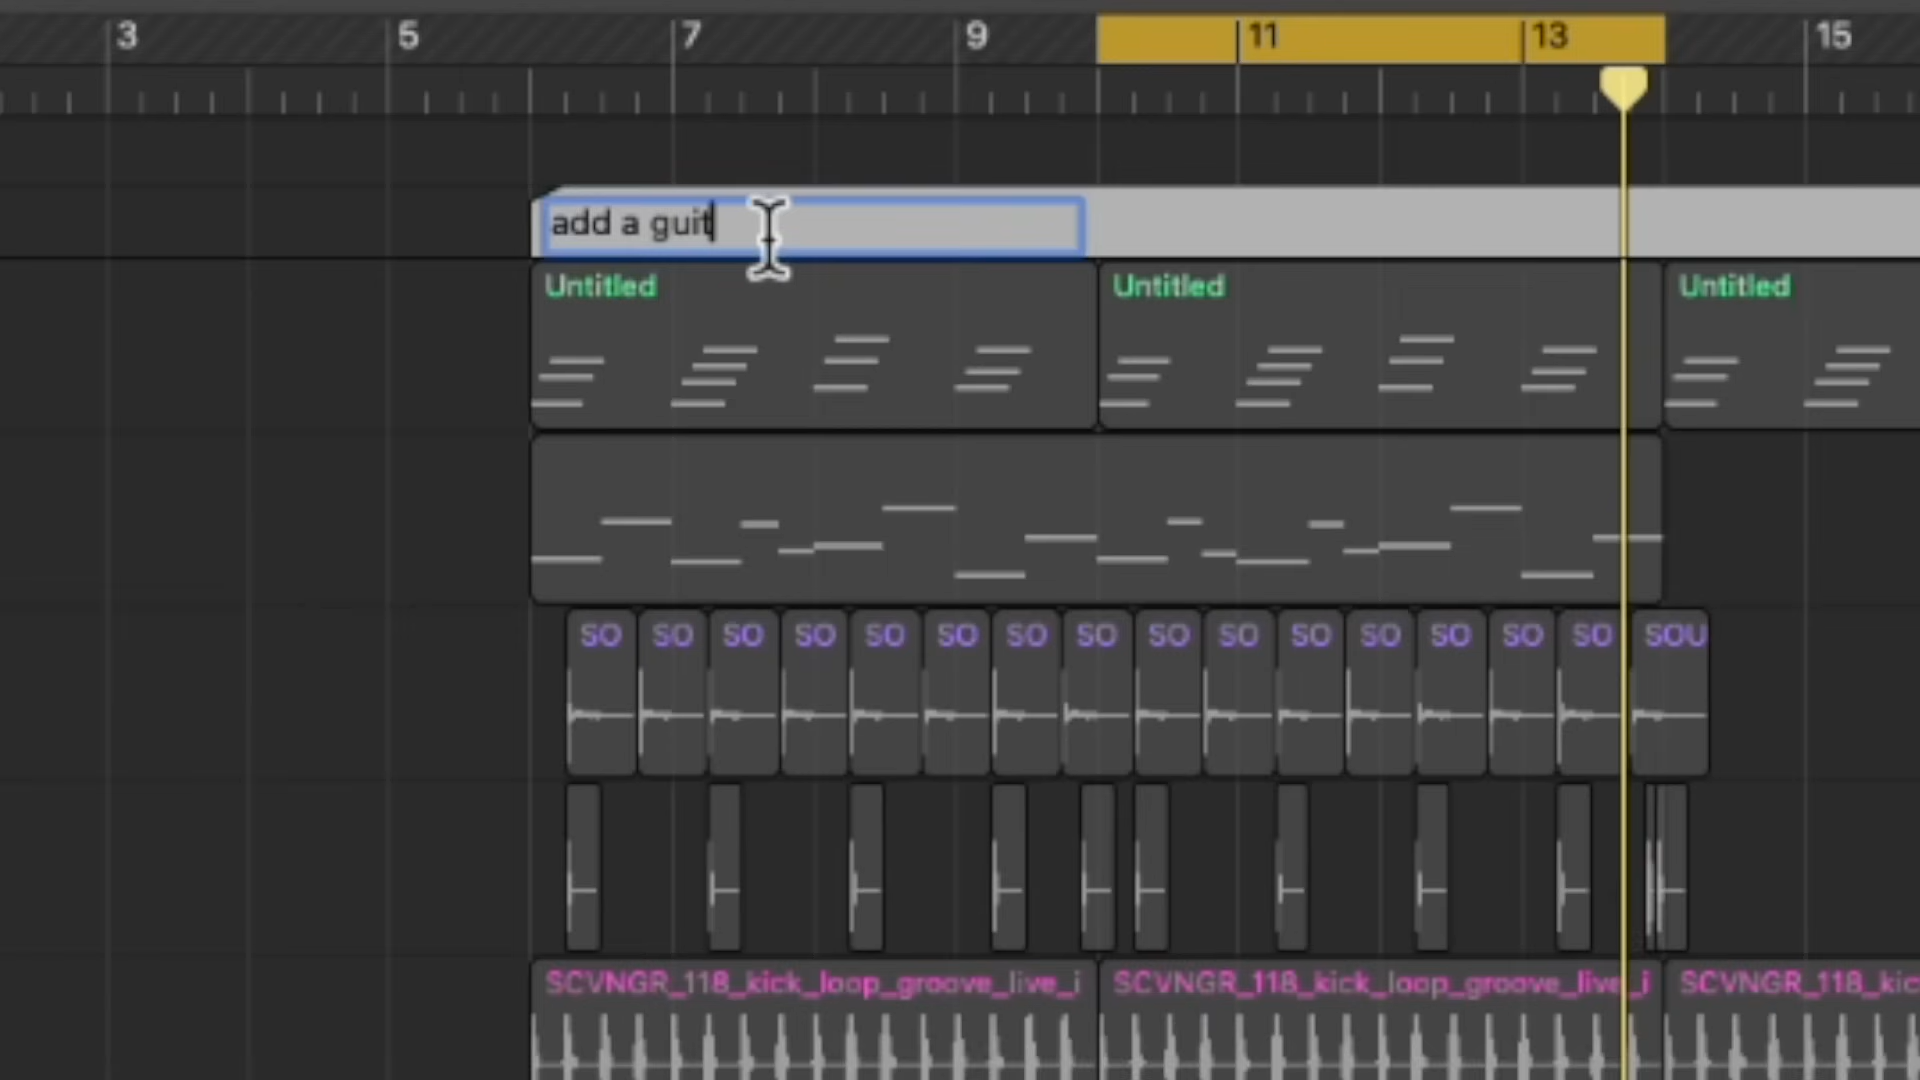 3 5 7 9 11 13 15
add a guit
Untitled Untitled Untitled
SO SO SO SO SO SO SO SO SO SO SO SO SO SO SO SOU
SCVNGR_118_kick_loop_groove_live_i SCVNGR_118_kick_loop_groove_live_i SCVNGR_118_kic